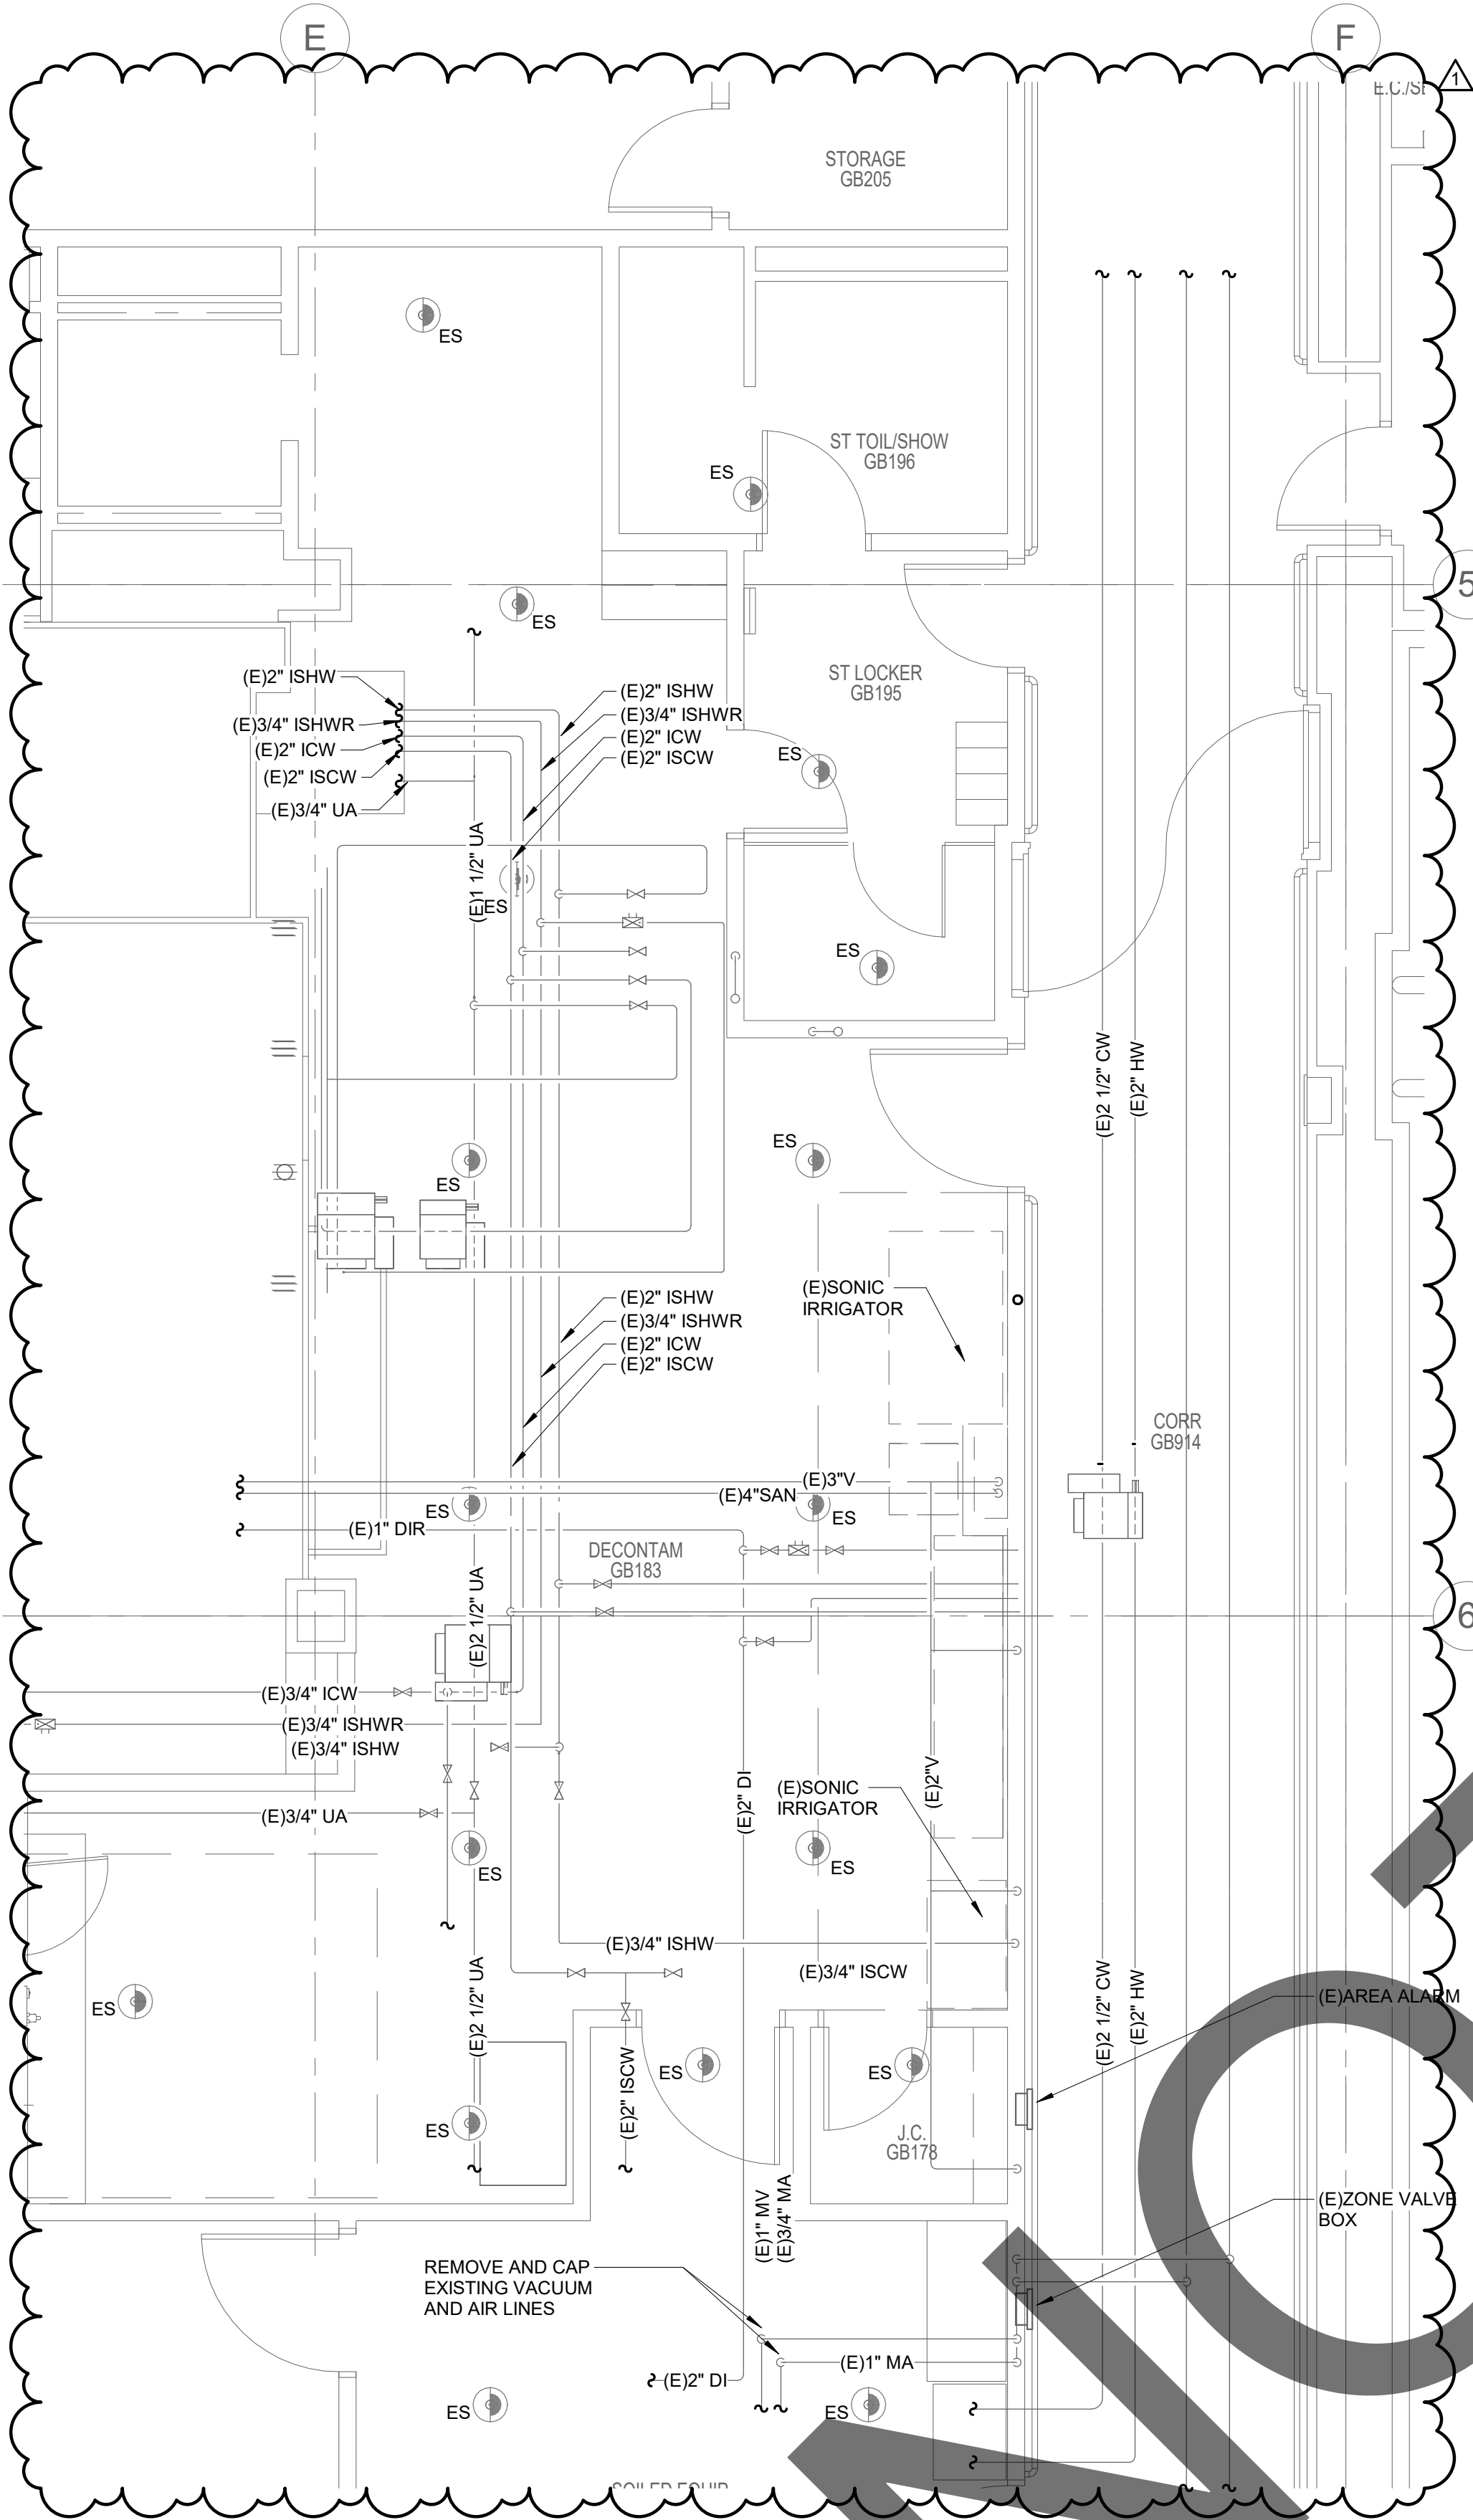 E
F
1
STORAGE
GB205
ES
ST TOIL/SHOW
GB196
ES
5
ES
(E)2" ISHW
(E)3/4" ISHWR
(E)2" ICW
(E)2" ISCW
(E)3/4" UA
(E)2" ISHW
(E)3/4" ISHWR
(E)2" ICW
(E)2" ISCW
ST LOCKER
GB195
ES
(E)1 1/2" UA
ES
ES
(E)2 1/2" CW
(E)2" HW
ES
ES
(E)2" ISHW
(E)3/4" ISHWR
(E)2" ICW
(E)2" ISCW
(E)SONIC
IRRIGATOR
CORR
GB914
(E)3"V
(E)4"SAN
ES
ES
(E)1" DIR
DECONTAM
GB183
6
(E)2 1/2" UA
(E)3/4" ICW
(E)3/4" ISHWR
(E)3/4" ISHW
(E)3/4" UA
(E)2" DI
(E)SONIC
IRRIGATOR
(E)2"V
ES
ES
(E)3/4" ISHW
(E)3/4" ISCW
(E)2 1/2" UA
(E)2 1/2" CW
(E)2" HW
(E)AREA ALARM
ES
ES
ES
(E)2" ISCW
ES
J.C.
GB178
(E)1" MV
(E)3/4" MA
(E)ZONE VALVE
BOX
REMOVE AND CAP
EXISTING VACUUM
AND AIR LINES
(E)1" MA
(E)2" DI
ES
ES